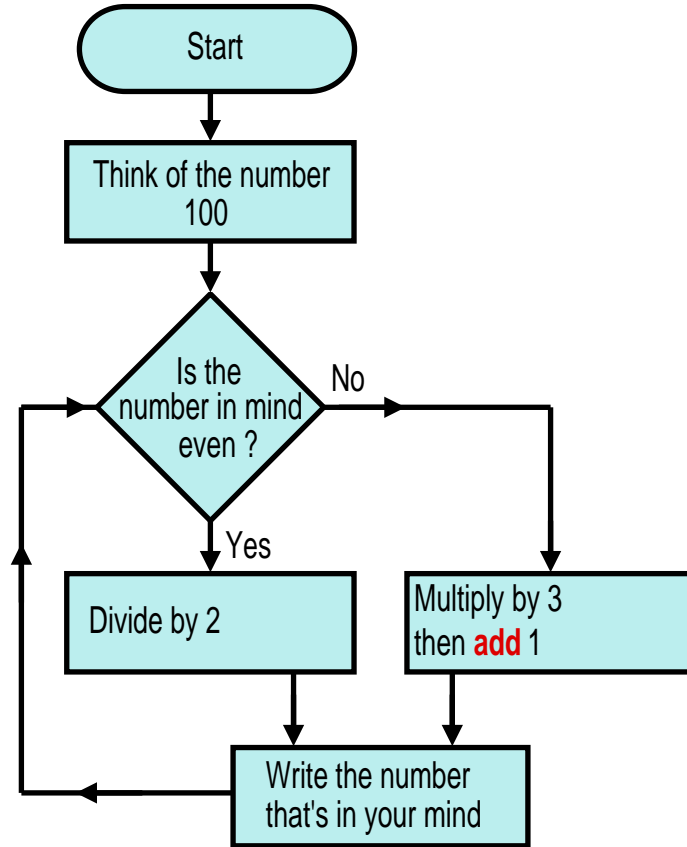 Start
Think of the number
100
Is the
number in mind
even ?
No
Yes
Divide by 2
Multiply by 3
then add 1
Write the number
that's in your mind